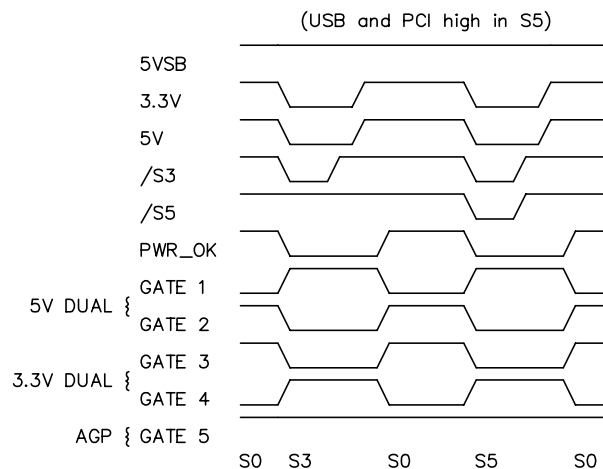 (USB and PCI high in S5)
5VSB
3.3V
5V
/S3
/S5
PWR_OK
GATE 1
5V DUAL {
GATE 2
GATE 3
3.3V DUAL {
GATE 4
AGP { GATE 5
S0 S3 S0 S5 S0